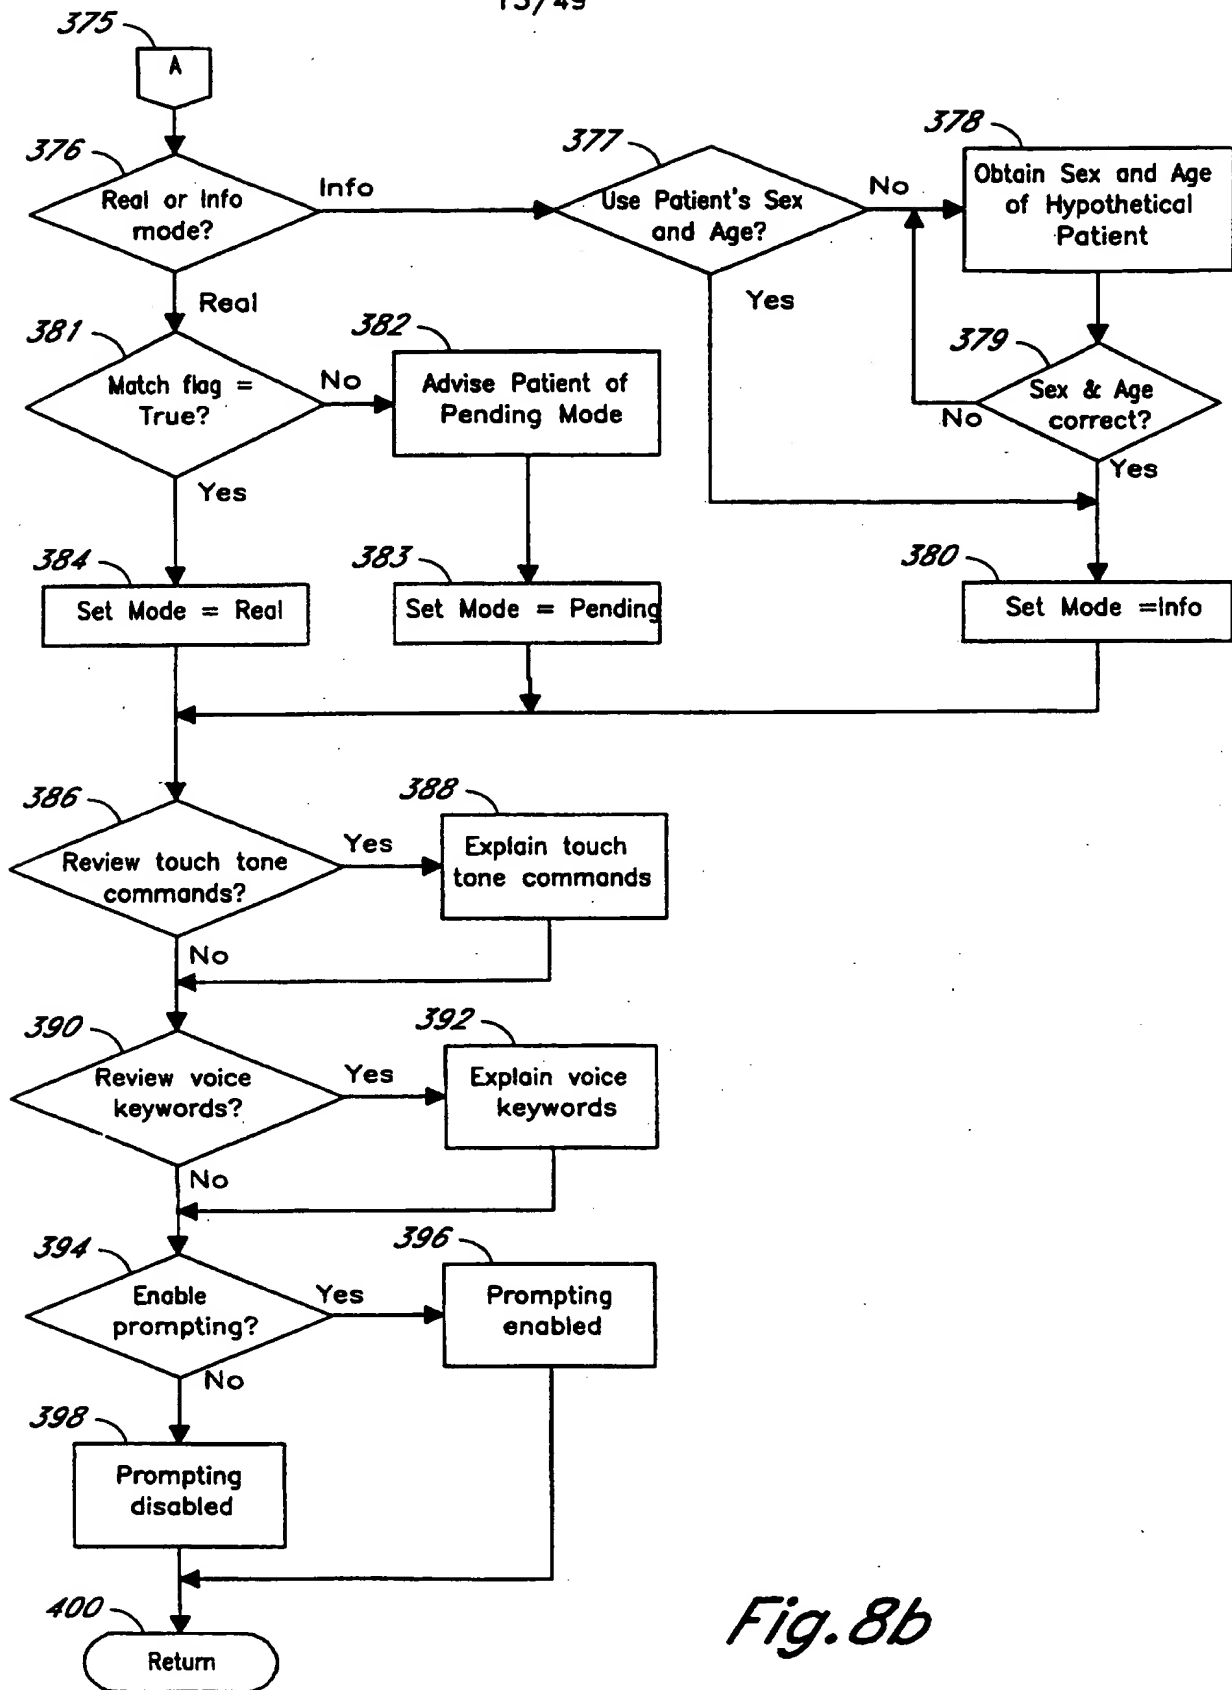 375
A
376
Real or Info
mode?
Info
377
Use Patient's Sex
and Age?
No
378
Obtain Sex and Age
of Hypothetical
Patient
Real
Yes
381
Match flag =
True?
No
382
Advise Patient of
Pending Mode
379
Sex & Age
correct?
No
Yes
Yes
384
Set Mode = Real
383
Set Mode = Pending
380
Set Mode =Info
386
Review touch tone
commands?
Yes
388
Explain touch
tone commands
No
390
Review voice
keywords?
Yes
392
Explain voice
keywords
No
394
Enable
prompting?
Yes
396
Prompting
enabled
No
398
Prompting
disabled
400
Return
Fig.8b